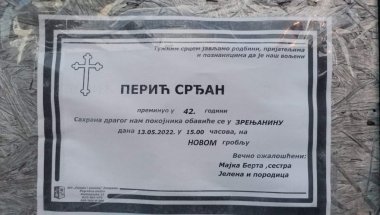 Тужним срцем јављамо родбини, пријатељима
и познаницима да је наш вољени
ПЕРИЋ СРЂАН
преминуо у 42. години
Сахрана драгог нам покојника обавиће се у ЗРЕЊАНИНУ
дана 13.05.2022. у 15.00 часова, на
НОВОМ гробљу
Вечно ожалошћени:
Мајка Берта ,сестра
Јелена и породица